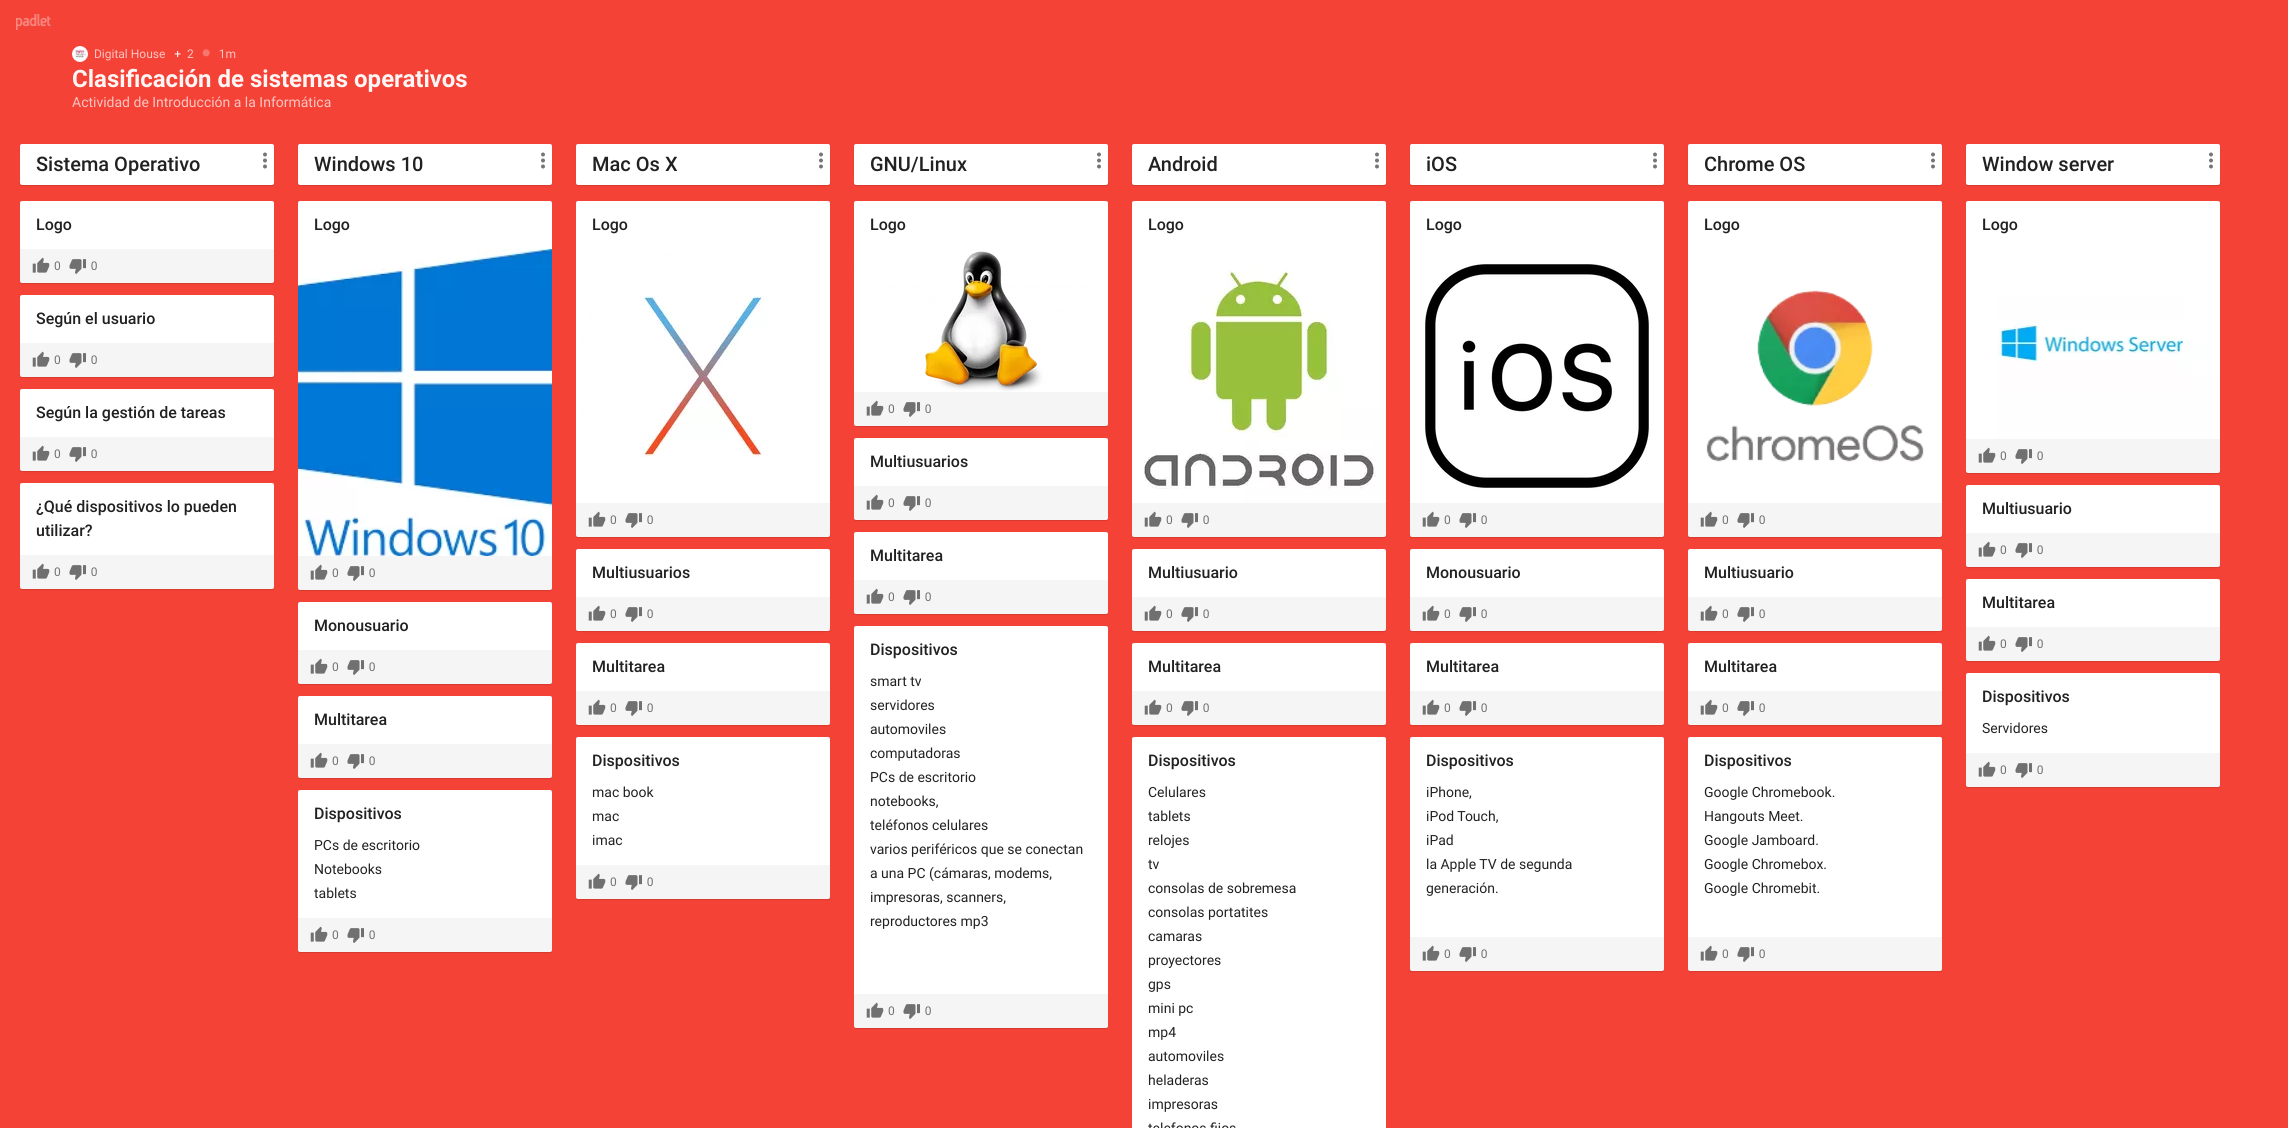 padlet
Digital House + 2 1m
Clasificación de sistemas operativos
Actividad de Introducción a la Informática
Sistema Operativo
Logo
0 0
Según el usuario
0 0
Según la gestión de tareas
0 0
¿Qué dispositivos lo pueden
utilizar?
0 0
Windows 10
Logo
Windows 10
0 0
Monousuario
0 0
Multitarea
0 0
Dispositivos
PCs de escritorio
Notebooks
tablets
0 0
Mac Os X
Logo
0 0
Multiusuarios
0 0
Multitarea
0 0
Dispositivos
mac book
mac
imac
0 0
GNU/Linux
Logo
0 0
Multiusuarios
0 0
Multitarea
0 0
Dispositivos
smart tv
servidores
automoviles
computadoras
PCs de escritorio
notebooks,
teléfonos celulares
varios periféricos que se conectan
a una PC (cámaras, modems,
impresoras, scanners,
reproductores mp3
0 0
Android
Logo
ANDROID
0 0
Multiusuario
0 0
Multitarea
0 0
Dispositivos
Celulares
tablets
relojes
tv
consolas de sobremesa
consolas portatites
camaras
proyectores
gps
mini pc
mp4
automoviles
heladeras
impresoras
telefonos fijos
iOS
Logo
iOS
0 0
Monousuario
0 0
Multitarea
0 0
Dispositivos
iPhone,
iPod Touch,
iPad
la Apple TV de segunda
generación.
0 0
Chrome OS
Logo
chromeOS
0 0
Multiusuario
0 0
Multitarea
0 0
Dispositivos
Google Chromebook.
Hangouts Meet.
Google Jamboard.
Google Chromebox.
Google Chromebit.
0 0
Window server
Logo
Windows Server
0 0
Multiusuario
0 0
Multitarea
0 0
Dispositivos
Servidores
0 0